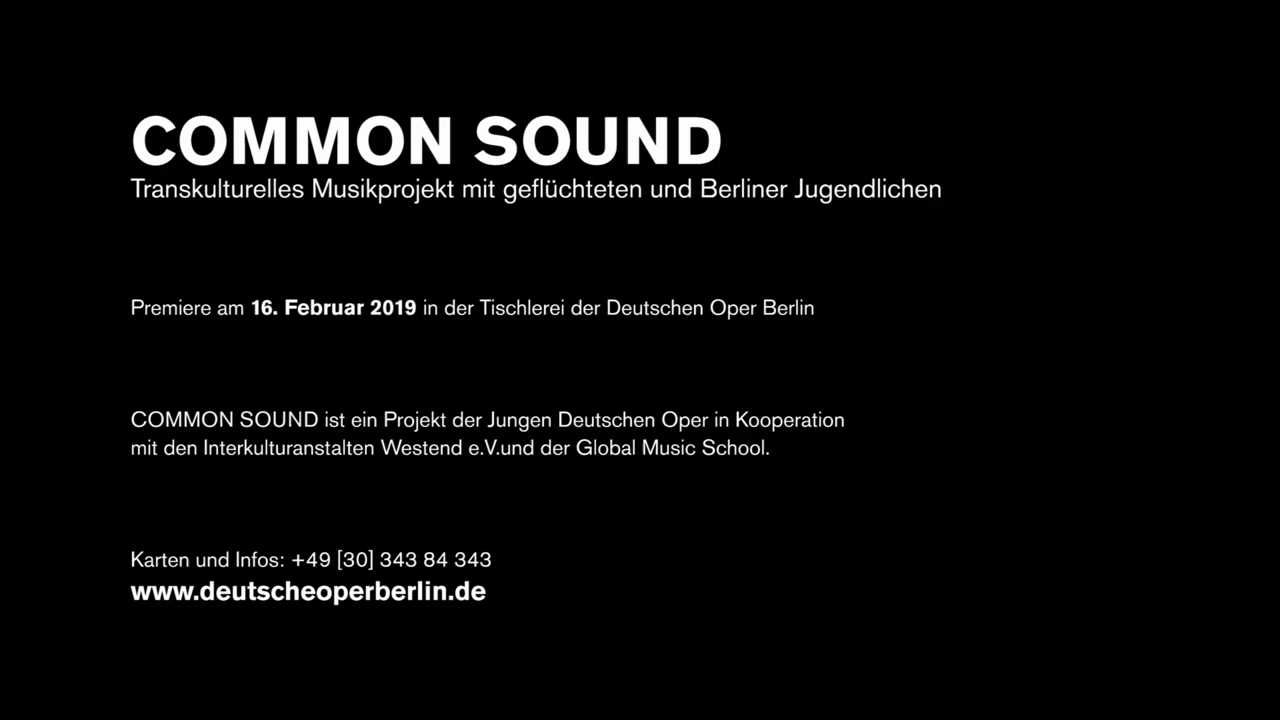 COMMON SOUND
Transkulturelles Musikprojekt mit geflüchteten und Berliner Jugendlichen
Premiere am 16. Februar 2019 in der Tischlerei der Deutschen Oper Berlin
COMMON SOUND ist ein Projekt der Jungen Deutschen Oper in Kooperation
mit den Interkulturanstalten Westend e.V.und der Global Music School.
Karten und Infos: +49 [30] 343 84 343
www.deutscheoperberlin.de